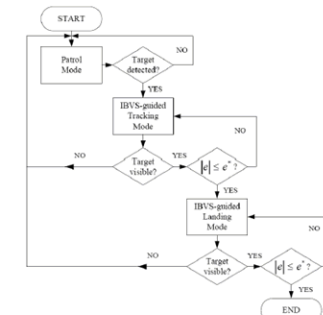 START
NO
Patrol
Mode
Target
detected?
YES
IBVS-guided
Tracking
Mode
NO
NO
Target
visible?
YES
|e| ≤ e* ?
YES
IBVS-guided
Landing
Mode
NO
NO
Target
visible?
YES
|e| ≤ e* ?
YES
END